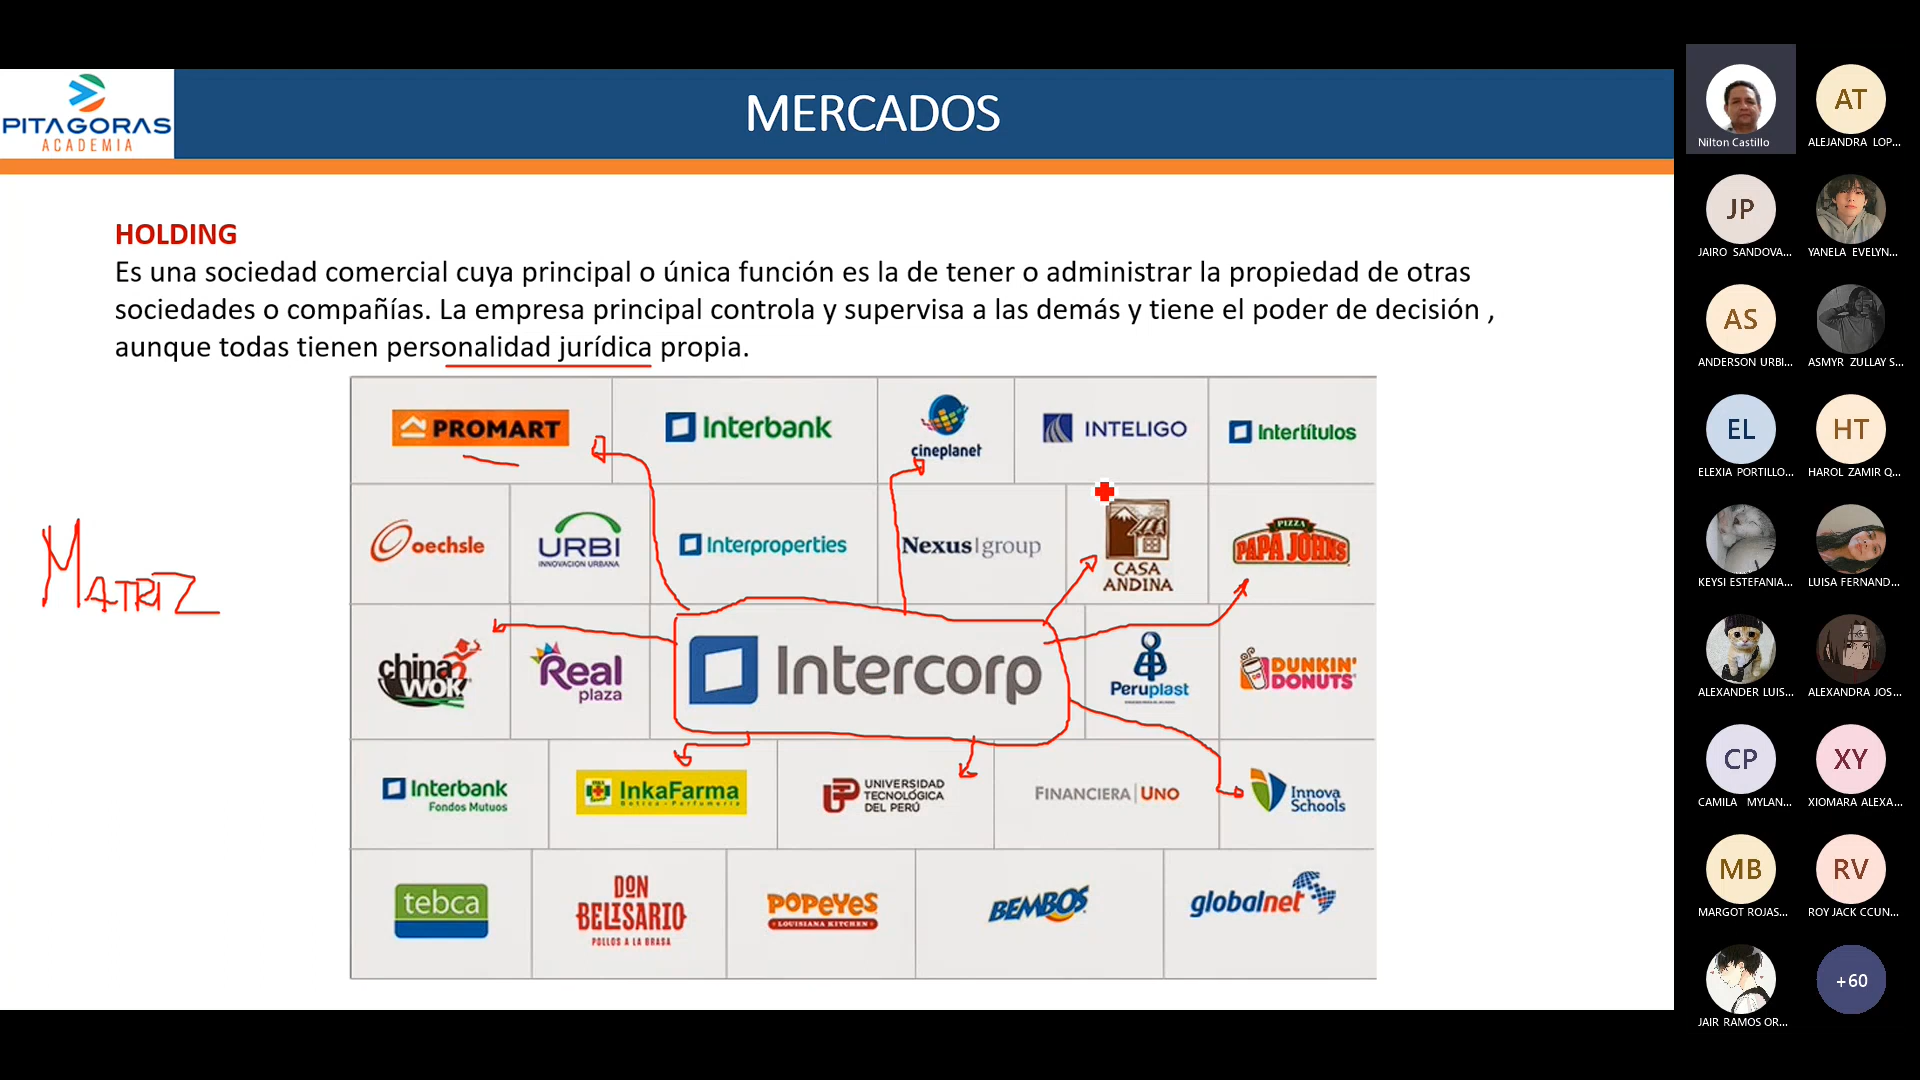 PITAGORAS
ACADEMIA
MERCADOS
HOLDING
Es una sociedad comercial cuya principal o única función es la de tener o administrar la propiedad de otras
sociedades o compañías. La empresa principal controla y supervisa a las demás y tiene el poder de decisión ,
aunque todas tienen personalidad jurídica propia.
MATRIZ
PROMART
Interbank
cineplanet
INTELIGO
Intertítulos
oechsle
URBI
INNOVACION URBANA
Interproperties
Nexus|group
CASA
ANDINA
PIZZA
PAPA JOHNS
china
WOK
Real
plaza
Intercorp
Peruplast
DUNKIN'
DONUTS
Interbank
Fondos Mutuos
InkaFarma
Botica - Perfumería
UNIVERSIDAD
TECNOLÓGICA
DEL PERÚ
FINANCIERA|UNO
Innova
Schools
tebca
DON
BELISARIO
POLLOS A LA BRASA
POPEYES
LOUISIANA KITCHEN
BEMBOS
globalnet
Nilton Castillo
AT
ALEJANDRA LOP...
JP
JAIRO SANDOVA...
YANELA EVELYN...
AS
ANDERSON URBI...
ASMYR ZULLAY S...
EL
ELEXIA PORTILLO...
HT
HAROL ZAMIR Q...
KEYSI ESTEFANIA...
LUISA FERNAND...
ALEXANDER LUIS...
ALEXANDRA JOS...
CP
CAMILA MYLAN...
XY
XIOMARA ALEXA...
MB
MARGOT ROJAS...
RV
ROY JACK CCUN...
JAIR RAMOS OR...
+60